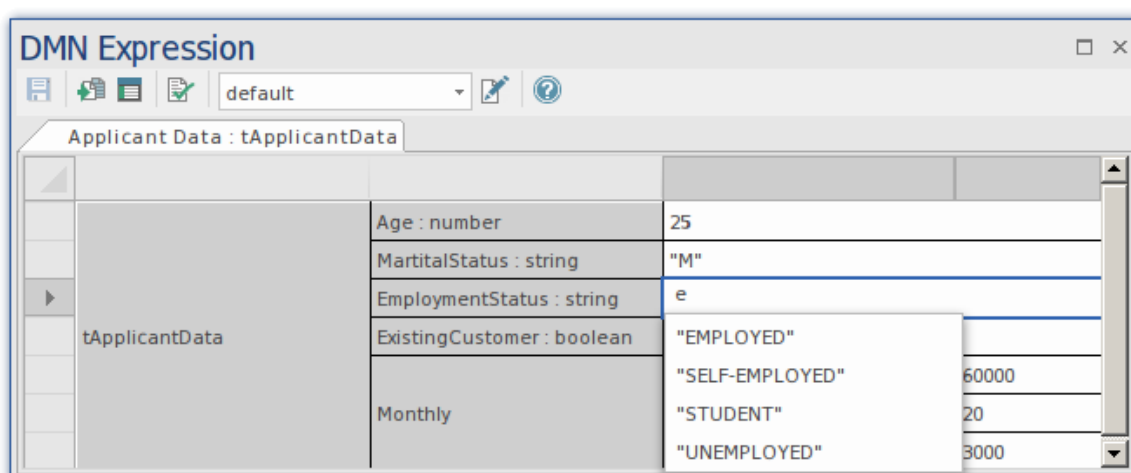 DMN Expression
default
Applicant Data : tApplicantData
Age : number 25
MartitalStatus : string "M"
EmploymentStatus : string e
tApplicantData ExistingCustomer : boolean "EMPLOYED"
"SELF-EMPLOYED" 60000
Monthly "STUDENT" 20
"UNEMPLOYED" 3000